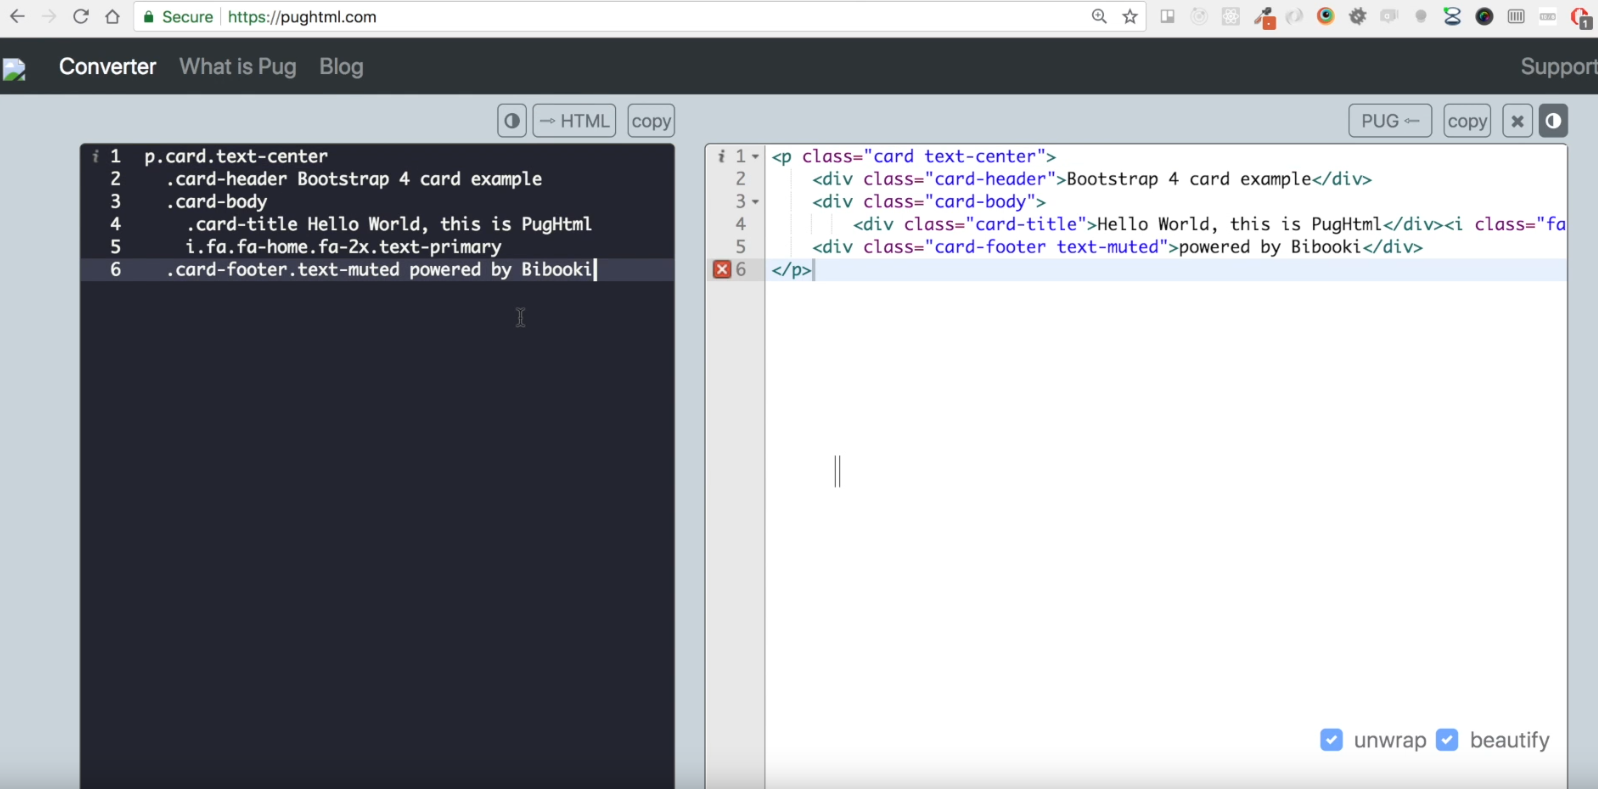 Secure https://pughtml.com
1
Converter What is Pug Blog Support
→ HTML copy
PUG ← copy
i 1 p.card.text-center
2 .card-header Bootstrap 4 card example
3 .card-body
4 .card-title Hello World, this is PugHtml
5 i.fa.fa-home.fa-2x.text-primary
6 .card-footer.text-muted powered by Bibooki
i 1 <p class="card text-center">
2 <div class="card-header">Bootstrap 4 card example</div>
3 <div class="card-body">
4 <div class="card-title">Hello World, this is PugHtml</div><i class="fa
5 <div class="card-footer text-muted">powered by Bibooki</div>
6 </p>
unwrap beautify